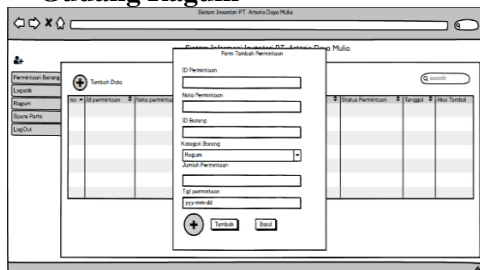 Gudang Ragum
Sistem Inventori PT. Artonia Daya Mulia
Sistem Informasi Inventori PT. Artonia Daya Mulia
Form Tambah Permintaan
ID Permintaan
Nota Permintaan
ID Barang
Kategori Barang
Ragum
Jumlah Permintaan
Tgl permintaan
yyy-mm-dd
Tambah
Batal
Permintaan Barang
Logistik
Ragum
Spare Parts
LogOut
Tambah Data
search
no
Id permintaan
Nota permintaan
Status Permintaan
Tanggal
Aksi Tombol